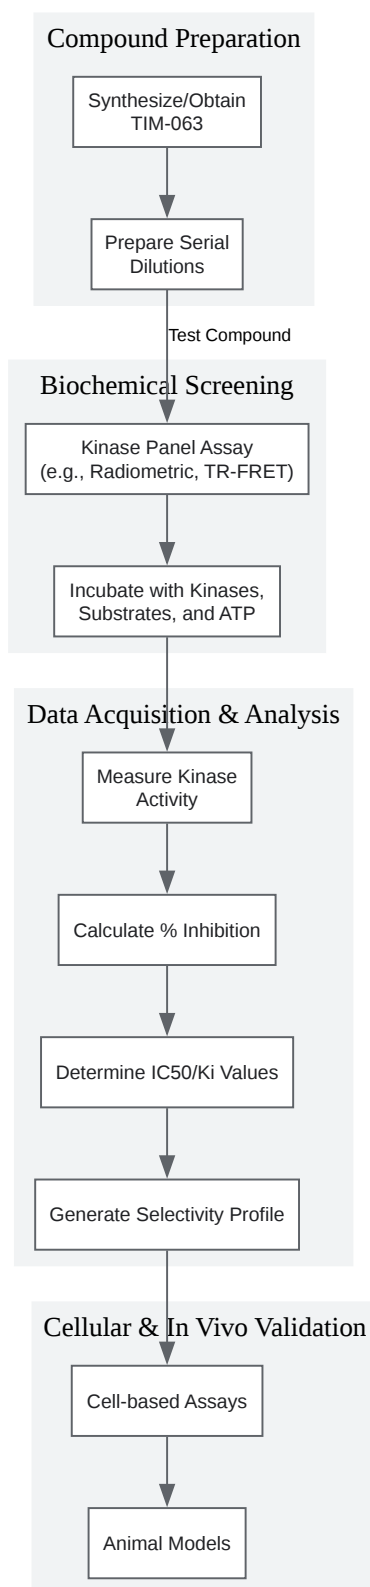 Compound Preparation
Synthesize/Obtain
TIM-063
Prepare Serial
Dilutions
Test Compound
Biochemical Screening
Kinase Panel Assay
(e.g., Radiometric, TR-FRET)
Incubate with Kinases,
Substrates, and ATP
Data Acquisition & Analysis
Measure Kinase
Activity
Calculate % Inhibition
Determine IC50/Ki Values
Generate Selectivity Profile
Cellular & In Vivo Validation
Cell-based Assays
Animal Models